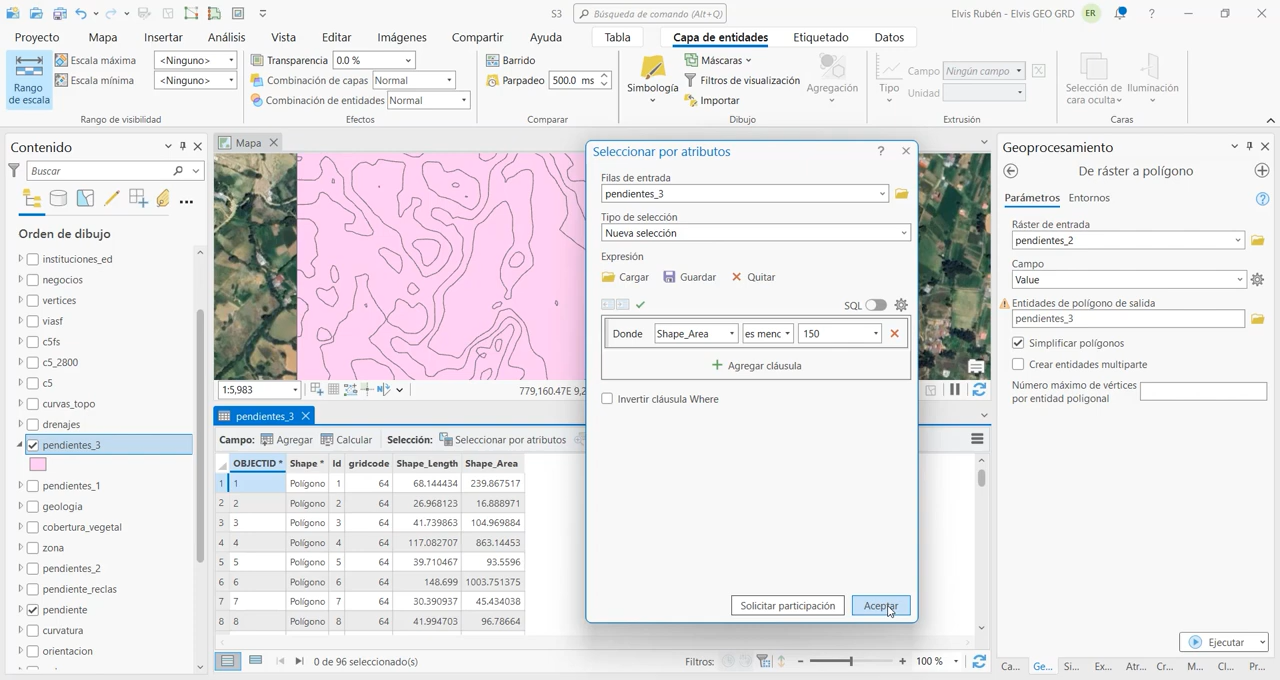 S3
Búsqueda de comando (Alt+Q)
Elvis Rubén - Elvis GEO GRD
ER
Proyecto
Mapa
Insertar
Análisis
Vista
Editar
Imágenes
Compartir
Ayuda
Tabla
Capa de entidades
Etiquetado
Datos
Rango de escala
Escala máxima <Ninguno>
Escala mínima <Ninguno>
Rango de visibilidad
Transparencia 0.0 %
Combinación de capas Normal
Combinación de entidades Normal
Efectos
Barrido
Parpadeo 500.0 ms
Comparar
Simbología
Máscaras
Filtros de visualización
Importar
Agregación
Dibujo
Tipo
Campo Ningún campo
Unidad
Extrusión
Selección de cara oculta
Iluminación
Caras
Contenido
Buscar
Orden de dibujo
instituciones_ed
negocios
vertices
viasf
c5fs
c5_2800
c5
curvas_topo
drenajes
pendientes_3
pendientes_1
geologia
cobertura_vegetal
zona
pendientes_2
pendiente_reclas
pendiente
curvatura
orientacion
Mapa
1:5,983
779,160.47E 9,2
pendientes_3
Campo: Agregar Calcular Selección: Seleccionar por atributos
OBJECTID * Shape * Id gridcode Shape_Length Shape_Area
1 1 Polígono 1 64 68.144434 239.867517
2 2 Polígono 2 64 26.968123 16.888971
3 3 Polígono 3 64 41.739863 104.969884
4 4 Polígono 4 64 117.082707 863.14453
5 5 Polígono 5 64 39.710467 93.5596
6 6 Polígono 6 64 148.699 1003.751375
7 7 Polígono 7 64 30.390937 45.434038
8 8 Polígono 8 64 41.994703 96.78664
0 de 96 seleccionado(s)
Filtros:
100 %
Seleccionar por atributos
Filas de entrada
pendientes_3
Tipo de selección
Nueva selección
Expresión
Cargar Guardar Quitar
SQL
Donde Shape_Area es menc 150
Agregar cláusula
Invertir cláusula Where
Solicitar participación
Aceptar
Geoprocesamiento
De ráster a polígono
Parámetros Entornos
Ráster de entrada
pendientes_2
Campo
Value
Entidades de polígono de salida
pendientes_3
Simplificar polígonos
Crear entidades multiparte
Número máximo de vértices
por entidad poligonal
Ejecutar
Ca... Ge... Si... Ex... Atr... Cr... M... Cl... Pr...